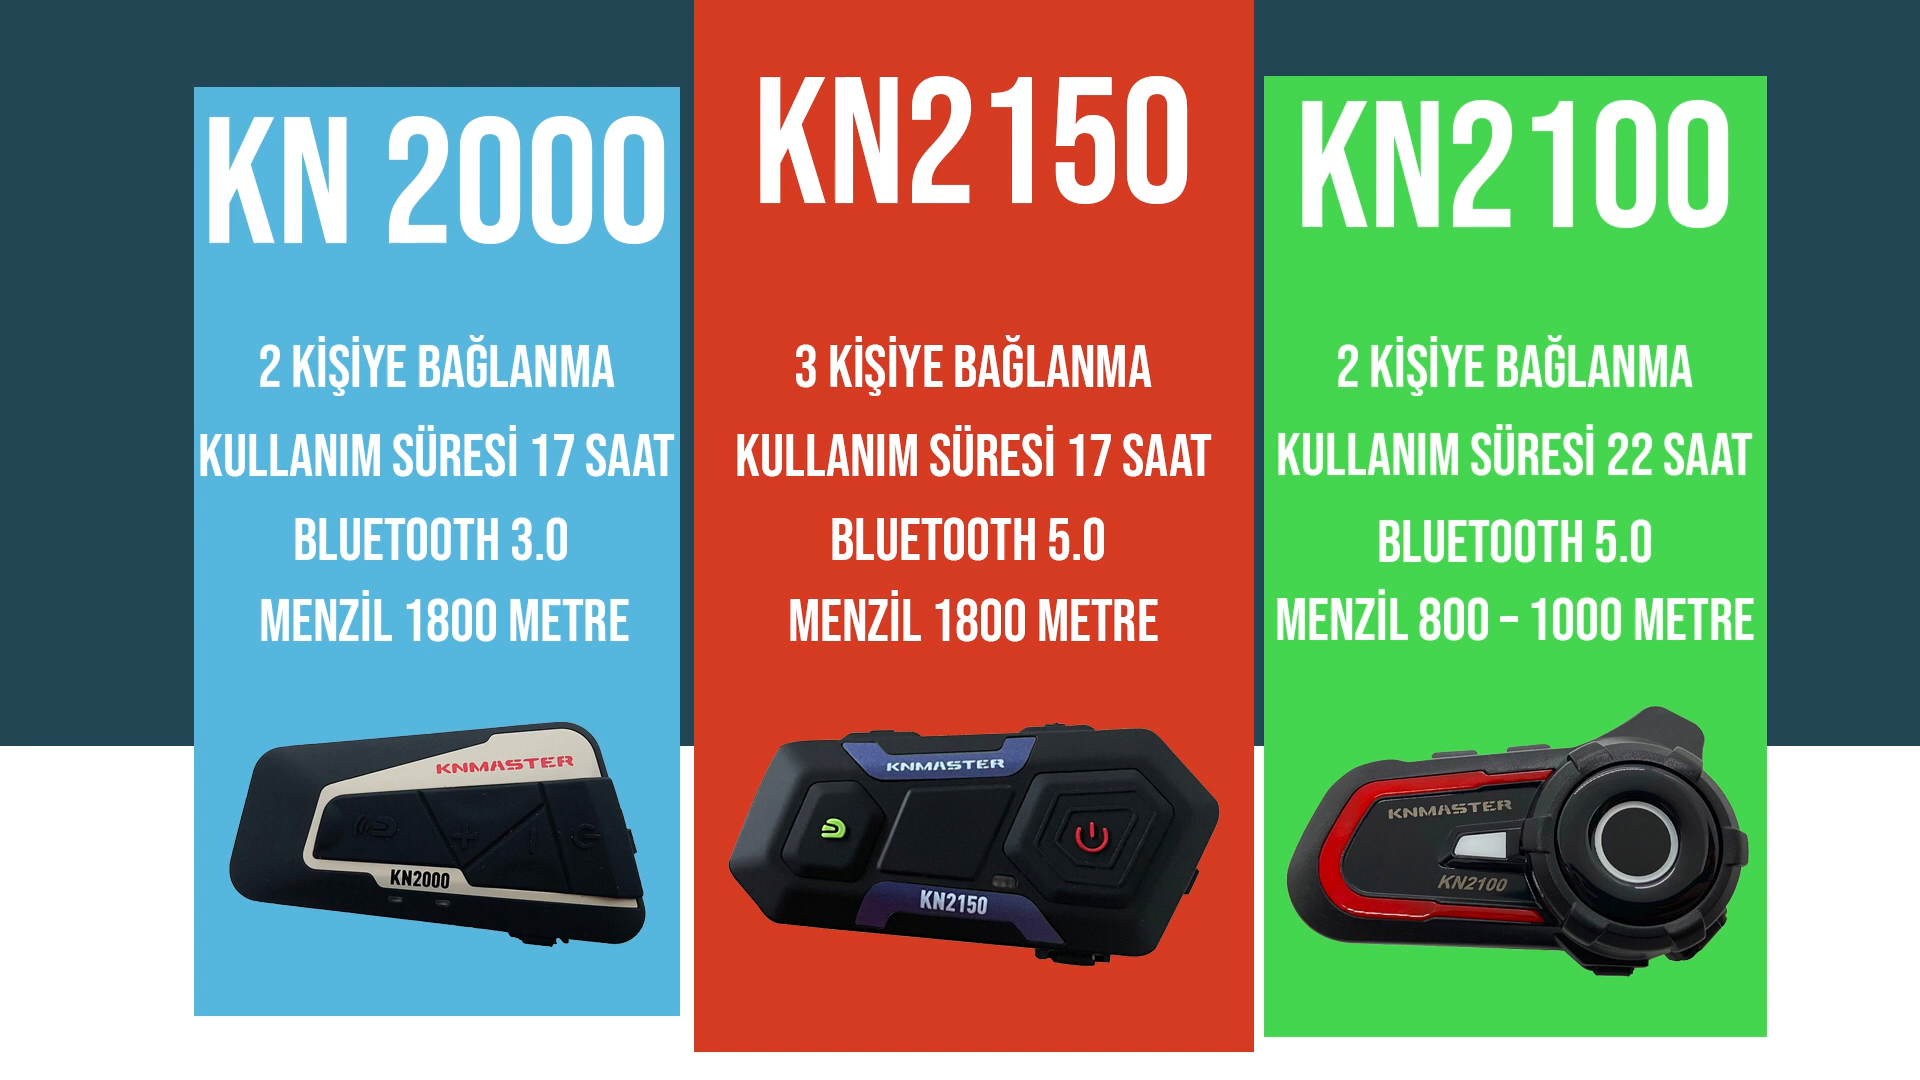 KN 2000
2 KİŞİYE BAĞLANMA
KULLANIM SÜRESİ 17 SAAT
BLUETOOTH 3.0
MENZİL 1800 METRE
KNMASTER
KN2000
KN2150
3 KİŞİYE BAĞLANMA
KULLANIM SÜRESİ 17 SAAT
BLUETOOTH 5.0
MENZİL 1800 METRE
KNMASTER
KN2150
KN2100
2 KİŞİYE BAĞLANMA
KULLANIM SÜRESİ 22 SAAT
BLUETOOTH 5.0
MENZİL 800 – 1000 METRE
KNMASTER
KN2100